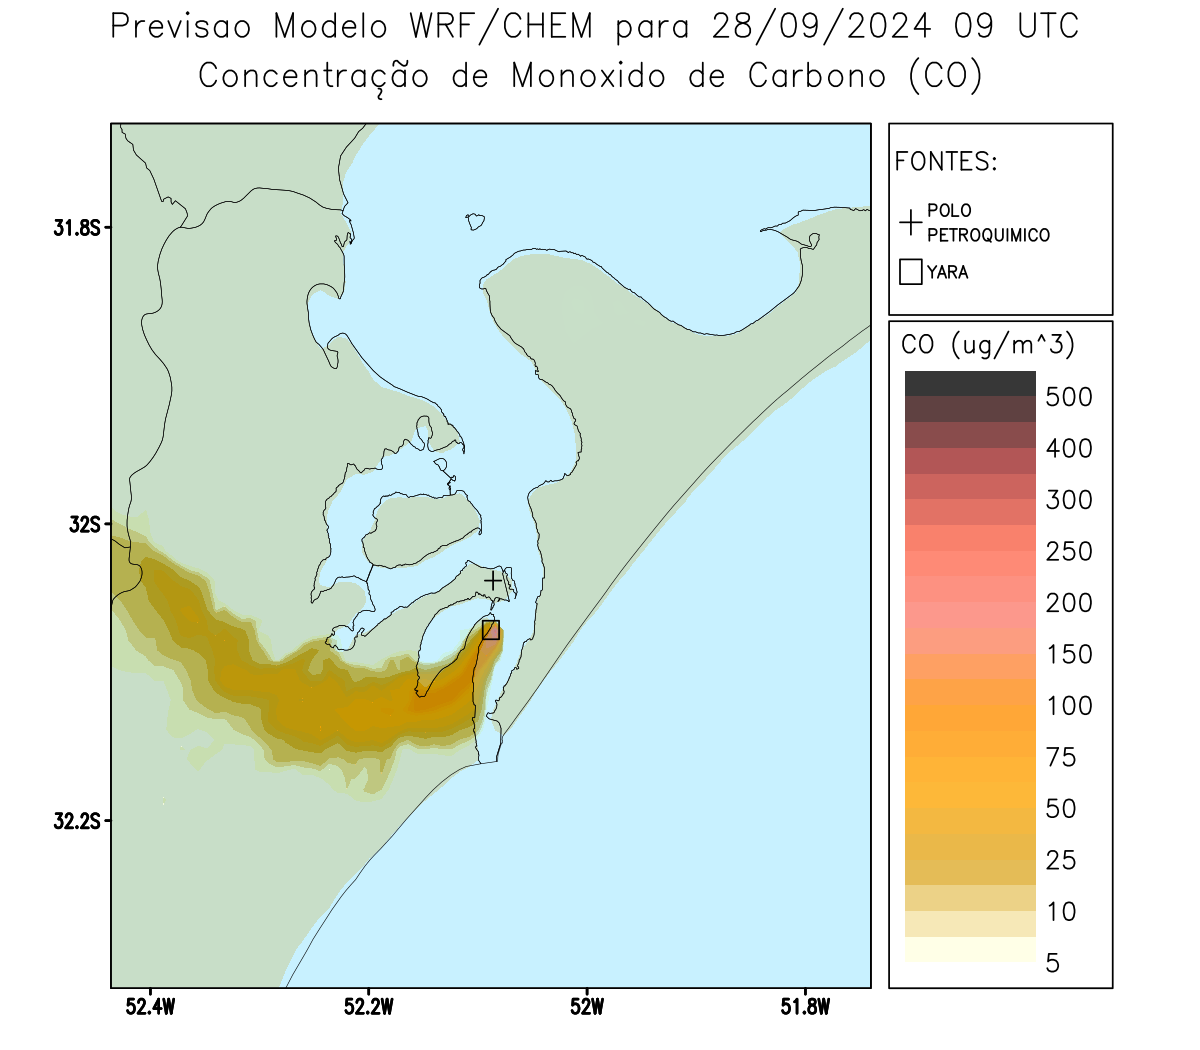 Previsao Modelo WRF/CHEM para 28/09/2024 09 UTC
Concentração de Monoxido de Carbono (CO)
FONTES:
POLO
PETROQUIMICO
YARA
CO (ug/m^3)
500
400
300
250
200
150
100
75
50
25
10
5
31.8S
32S
32.2S
52.4W
52.2W
52W
51.8W